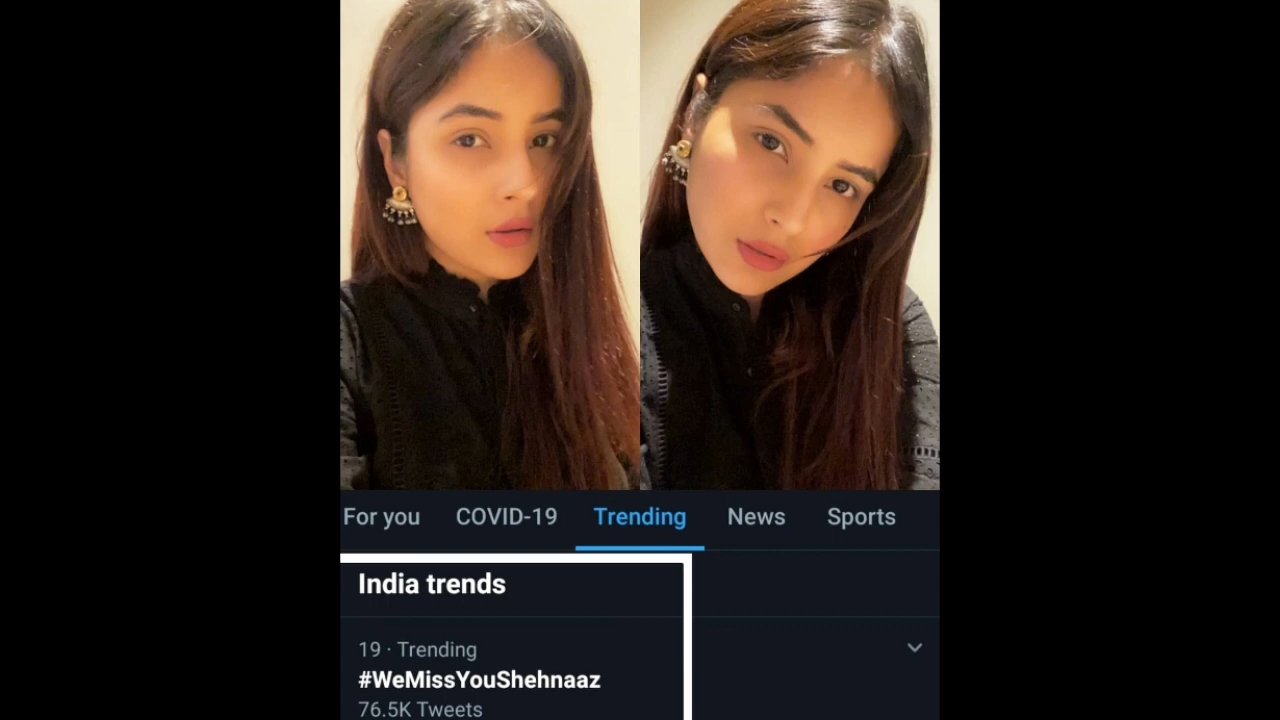 For you COVID-19 Trending News Sports
India trends
19 · Trending
#WeMissYouShehnaaz
76.5K Tweets